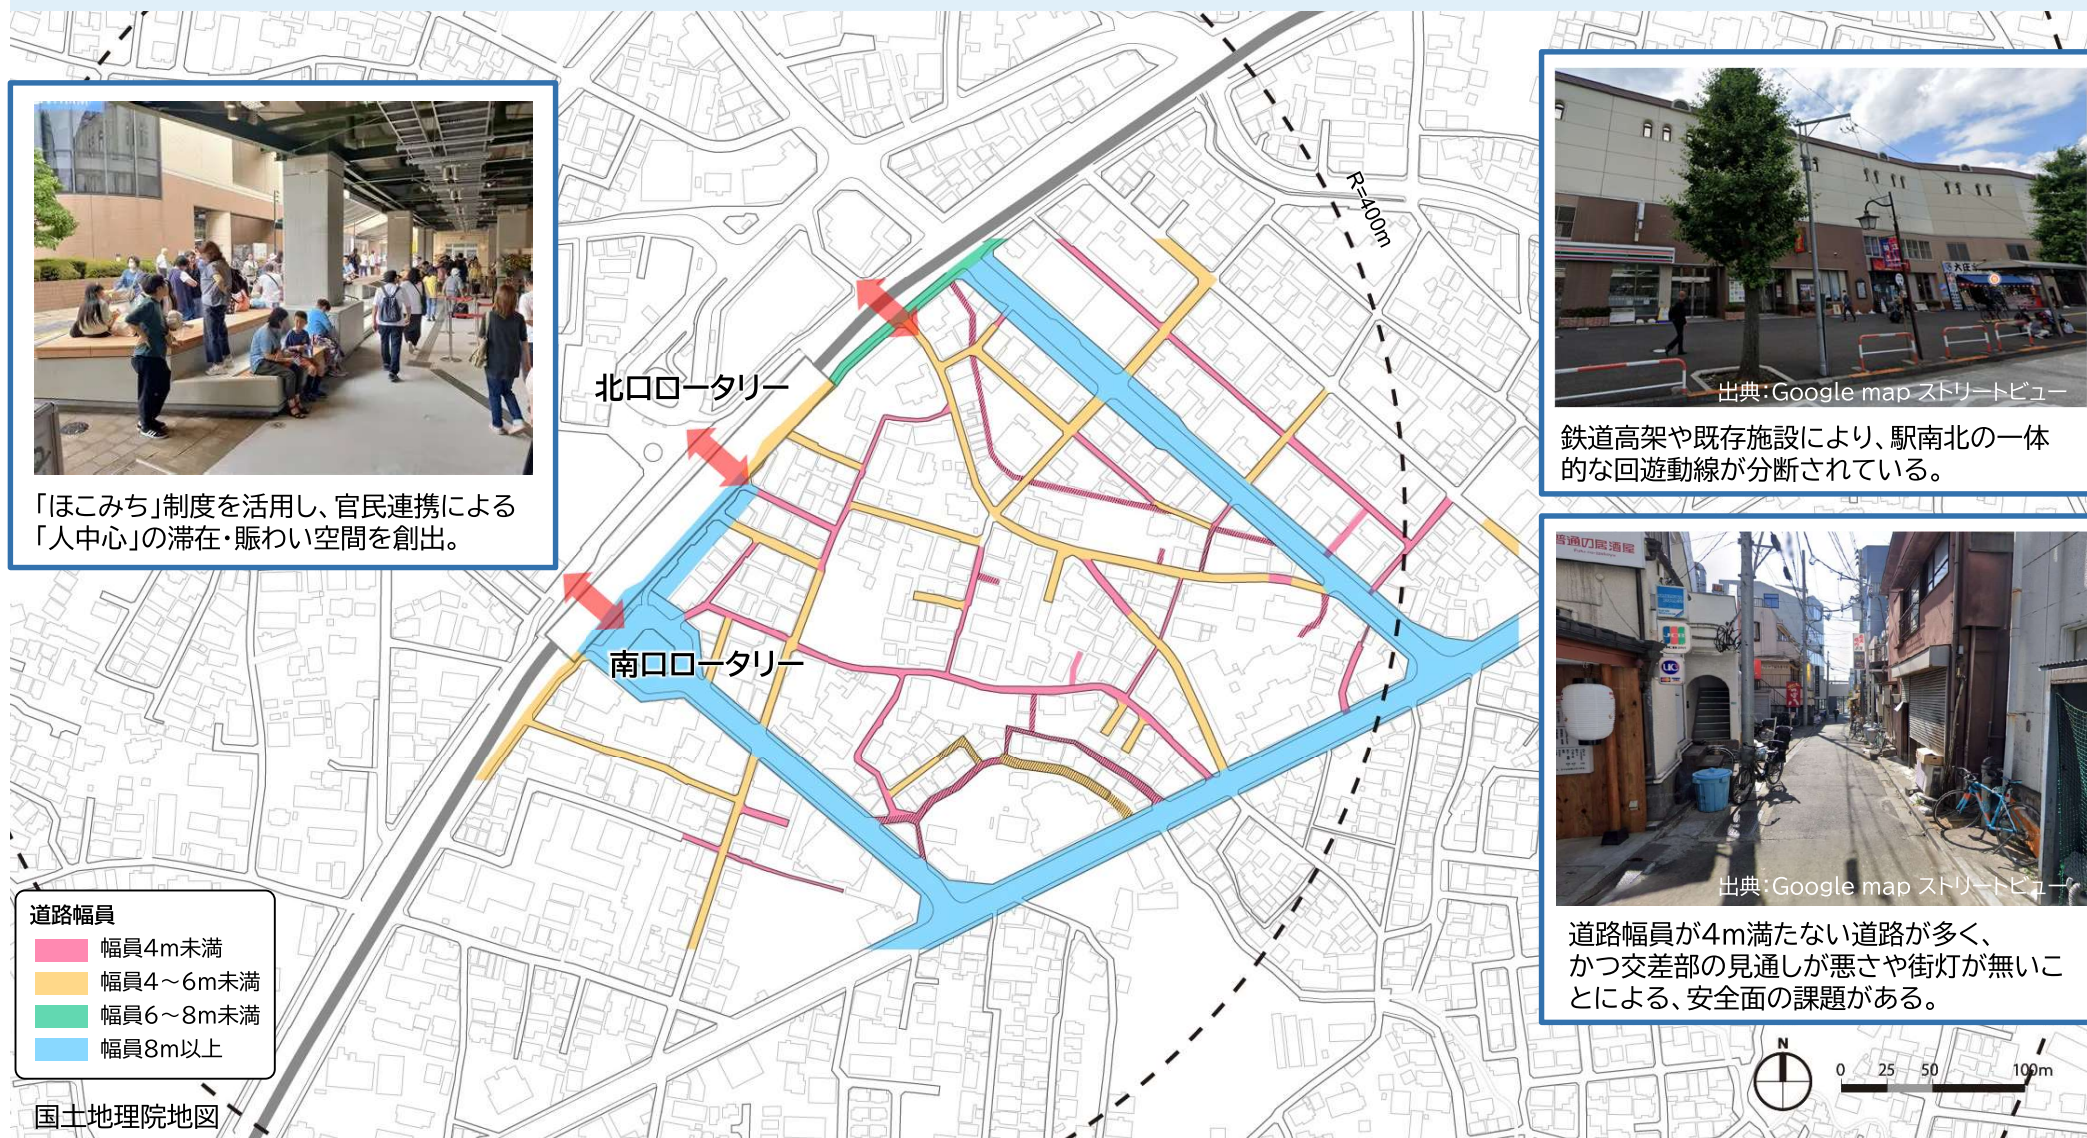 「ほこみち」制度を活用し、官民連携による
「人中心」の滞在・賑わい空間を創出。
北口ロータリー
南口ロータリー
R=400m
出典：Google map ストリートビュー
鉄道高架や既存施設により、駅南北の一体
的な回遊動線が分断されている。
普通の居酒屋
出典：Google map ストリートビュー
道路幅員が4m満たない道路が多く、
かつ交差部の見通しが悪さや街灯が無いこ
とによる、安全面の課題がある。
道路幅員
幅員4m未満
幅員4～6m未満
幅員6～8m未満
幅員8m以上
国土地理院地図
N
0 25 50 100m